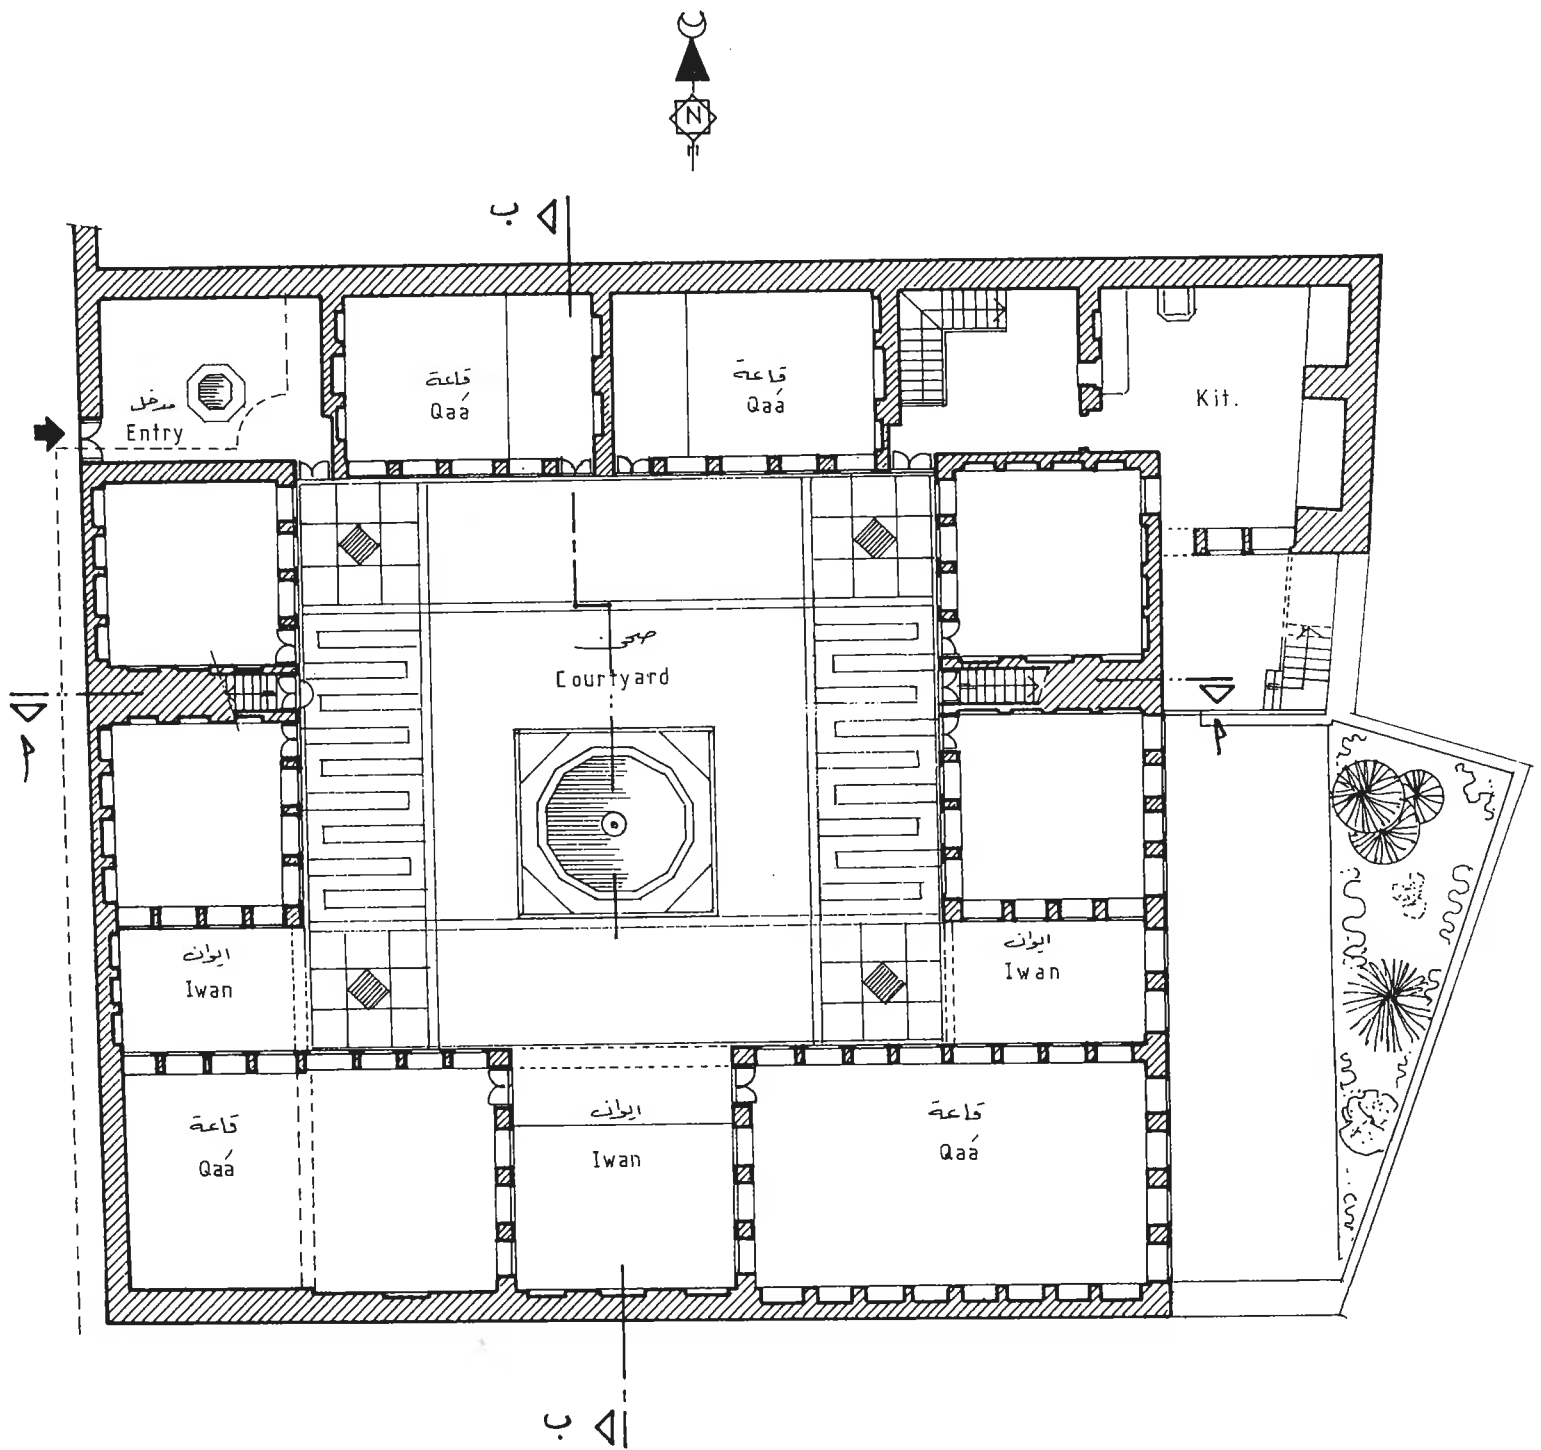 N
ب
قاعة
Qaá
قاعة
Qaá
Kit.
مدخل
Entry
صحن
Courtyard
أ
أ
ايوان
Iwan
ايوان
Iwan
قاعة
Qaá
ايوان
Iwan
قاعة
Qaá
ب